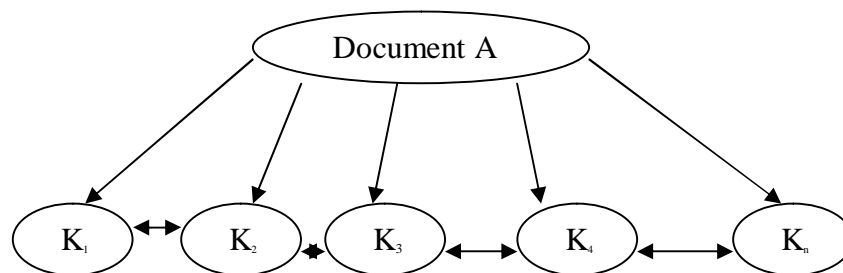 Document A
K₁ K₂ K₃ K₄ Kₙ